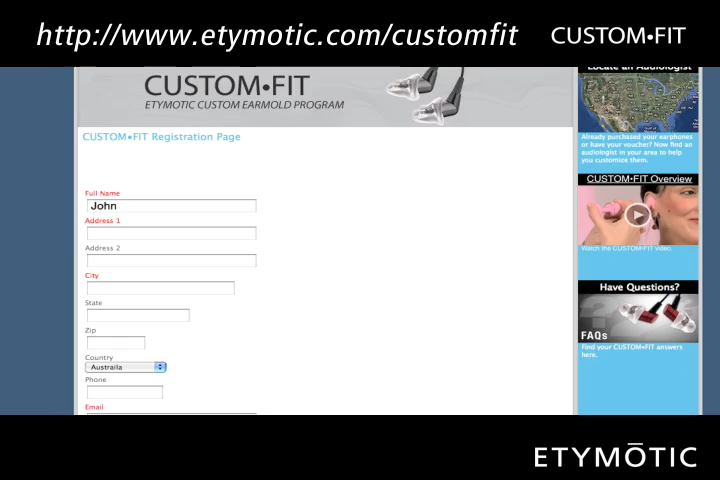 http://www.etymotic.com/customfit
CUSTOM•FIT
CUSTOM•FIT
ETYMOTIC CUSTOM EARMOLD PROGRAM
CUSTOM•FIT Registration Page
Full Name
John
Address 1
Address 2
City
State
Zip
Country
Austraila
Phone
Email
Locate an Audiologist
Already purchased your earphones
or have your voucher? Now find an
audiologist in your area to help
you customize them.
CUSTOM•FIT Overview
Watch the CUSTOM•FIT video.
Have Questions?
FAQs
Find your CUSTOM•FIT answers
here.
ETYMŌTIC